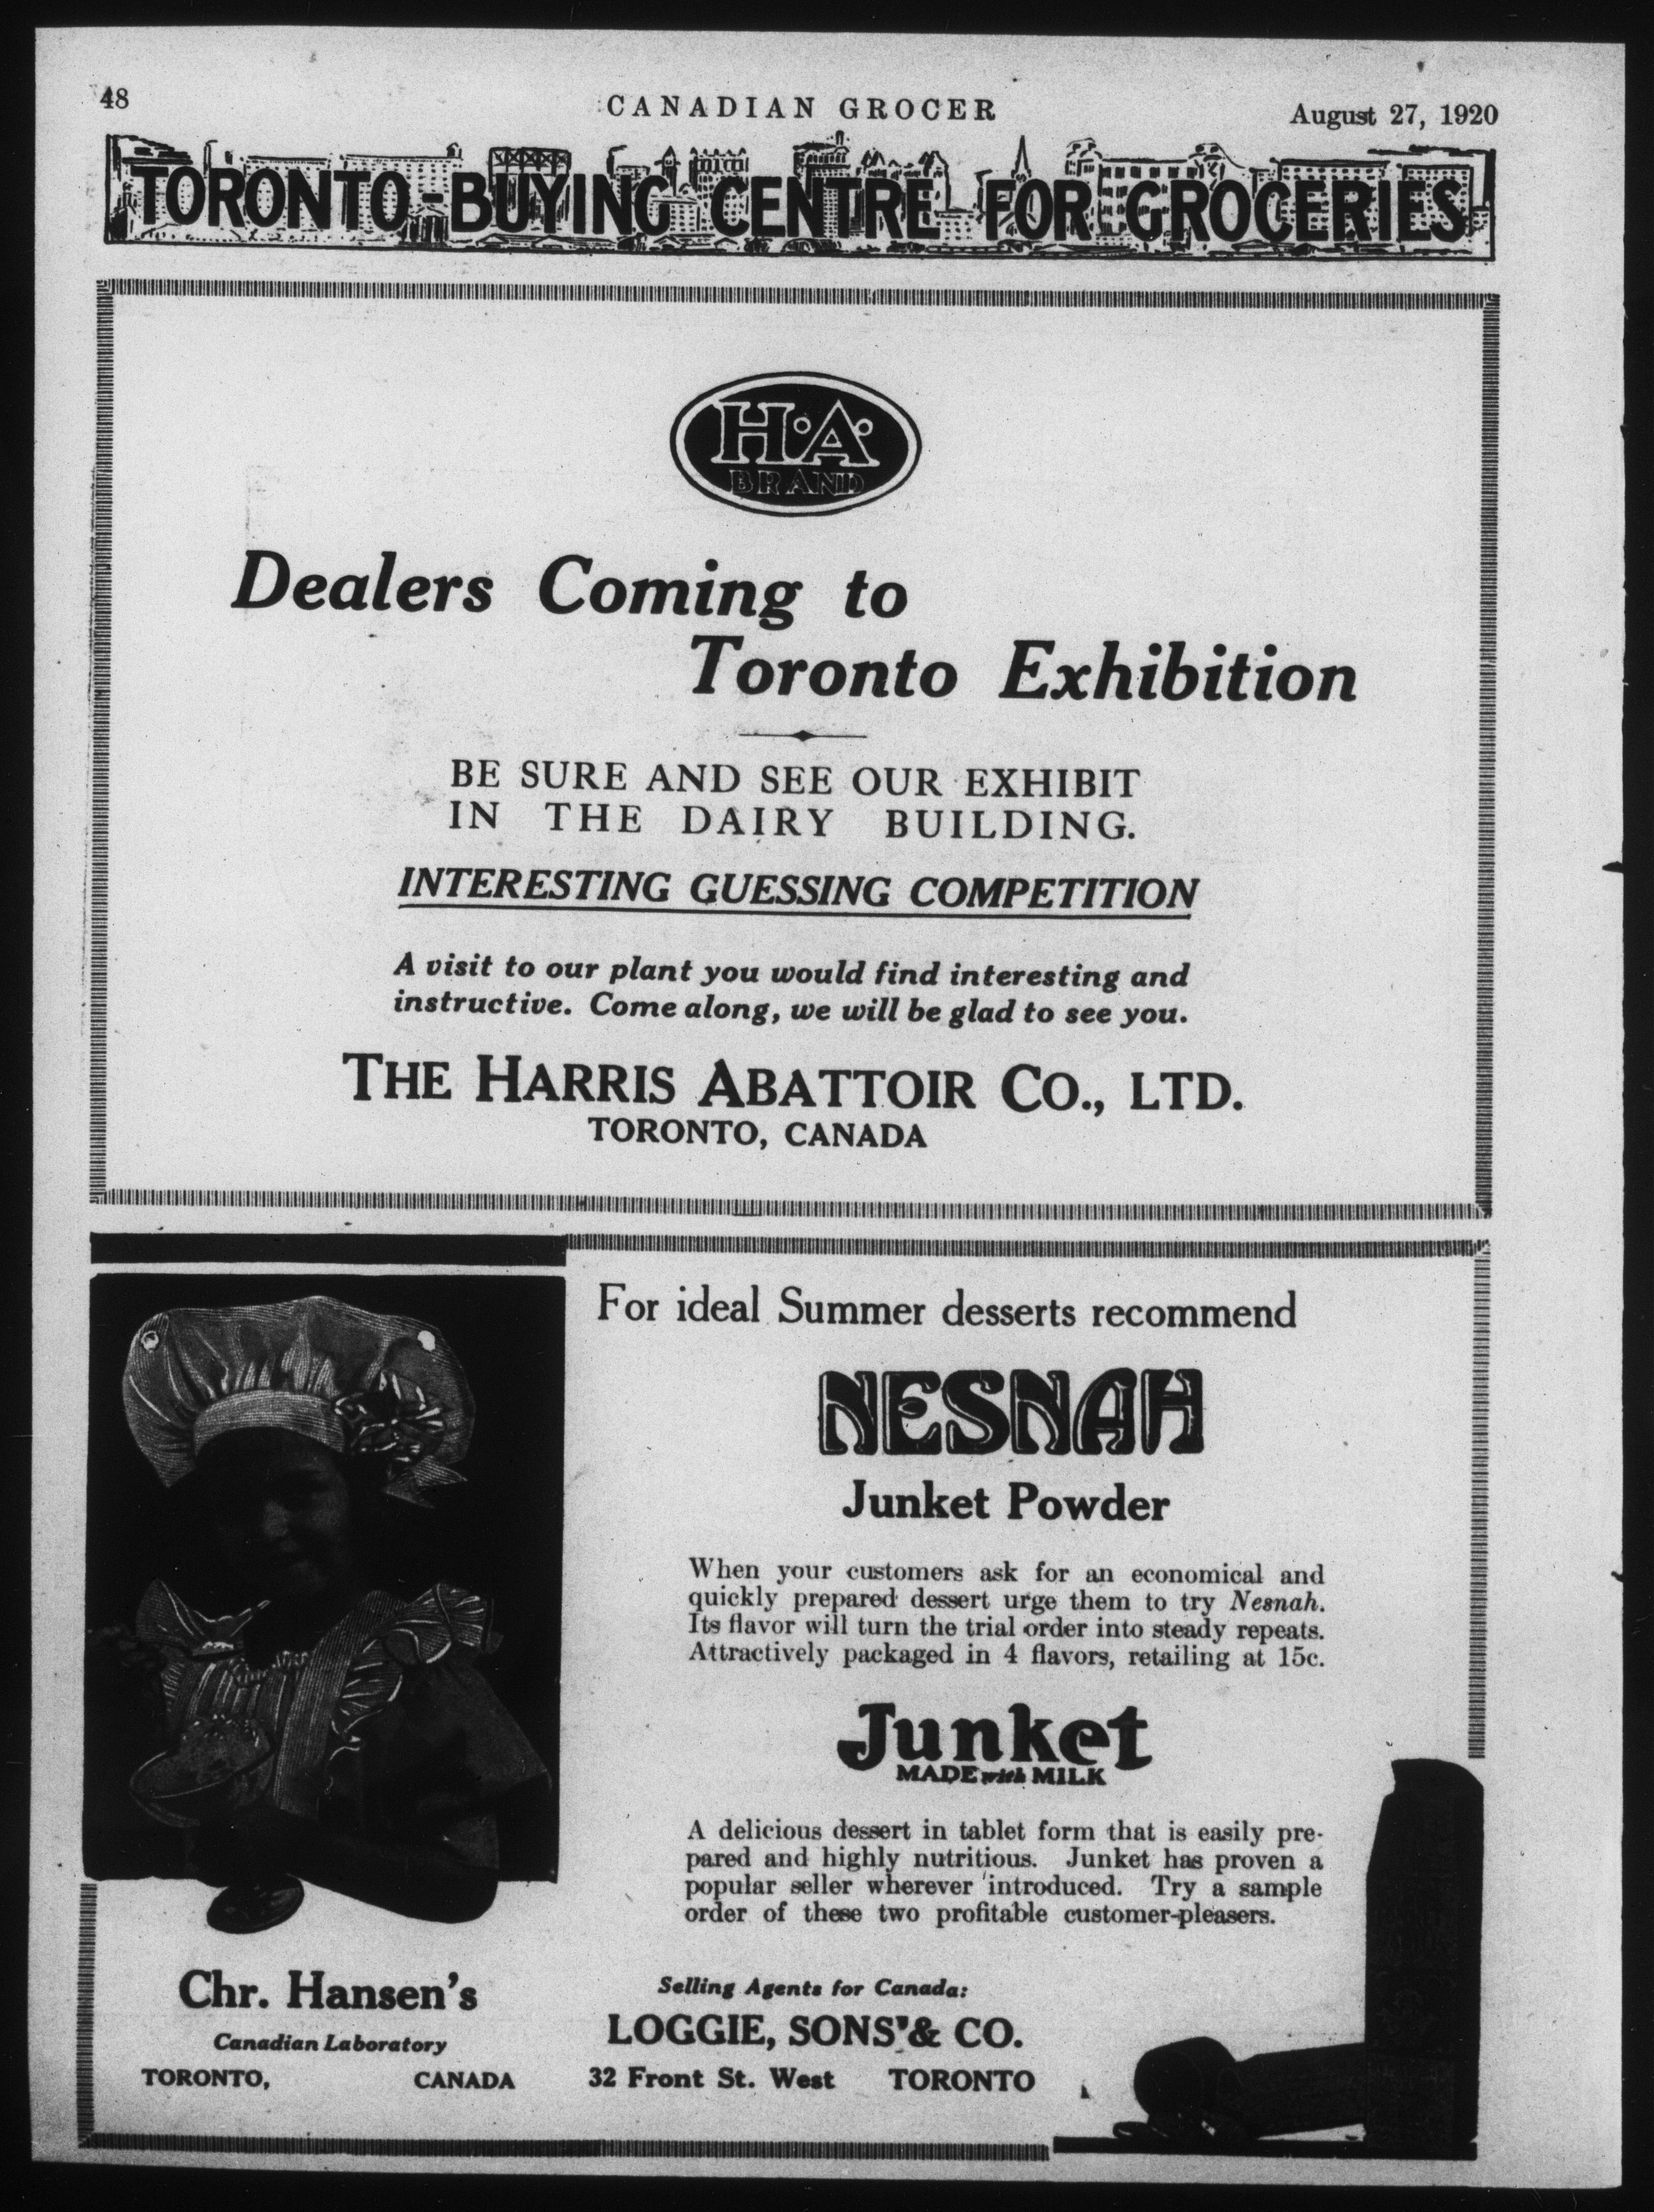 48
CANADIAN GROCER
August 27, 1920
TORONTO-BUYING CENTRE FOR GROCERIES
H.A.
BRAND
Dealers Coming to
Toronto Exhibition
BE SURE AND SEE OUR EXHIBIT
IN THE DAIRY BUILDING.
INTERESTING GUESSING COMPETITION
A visit to our plant you would find interesting and
instructive. Come along, we will be glad to see you.
THE HARRIS ABATTOIR CO., LTD.
TORONTO, CANADA
For ideal Summer desserts recommend
NESNAH
Junket Powder
When your customers ask for an economical and
quickly prepared dessert urge them to try Nesnah.
Its flavor will turn the trial order into steady repeats.
Attractively packaged in 4 flavors, retailing at 15c.
Junket
MADE with MILK
A delicious dessert in tablet form that is easily pre-
pared and highly nutritious. Junket has proven a
popular seller wherever introduced. Try a sample
order of these two profitable customer-pleasers.
Chr. Hansen's
Canadian Laboratory
TORONTO, CANADA
Selling Agents for Canada:
LOGGIE, SONS' & CO.
32 Front St. West TORONTO